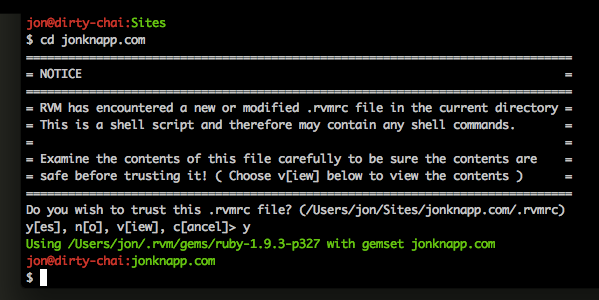 jon@dirty-chai:Sites
$ cd jonknapp.com
==============================================================================
= NOTICE                                                                     =
==============================================================================
= RVM has encountered a new or modified .rvmrc file in the current directory =
= This is a shell script and therefore may contain any shell commands.       =
=                                                                            =
= Examine the contents of this file carefully to be sure the contents are    =
= safe before trusting it! ( Choose v[iew] below to view the contents )      =
==============================================================================
Do you wish to trust this .rvmrc file? (/Users/jon/Sites/jonknapp.com/.rvmrc)
y[es], n[o], v[iew], c[ancel]> y
Using /Users/jon/.rvm/gems/ruby-1.9.3-p327 with gemset jonknapp.com
jon@dirty-chai:jonknapp.com
$